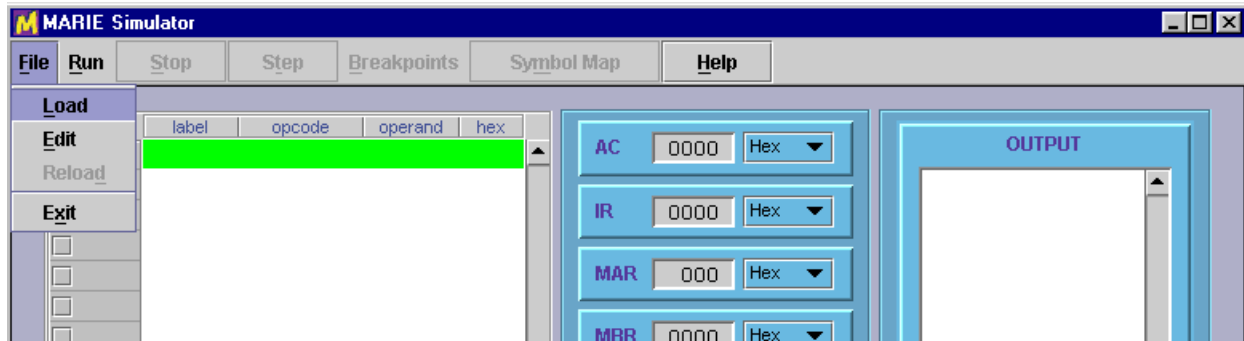 MARIE Simulator
File Run Stop Step Breakpoints Symbol Map Help
Load
Edit
Reload
Exit
label opcode operand hex
AC 0000 Hex
IR 0000 Hex
MAR 000 Hex
MBR 0000 Hex
OUTPUT